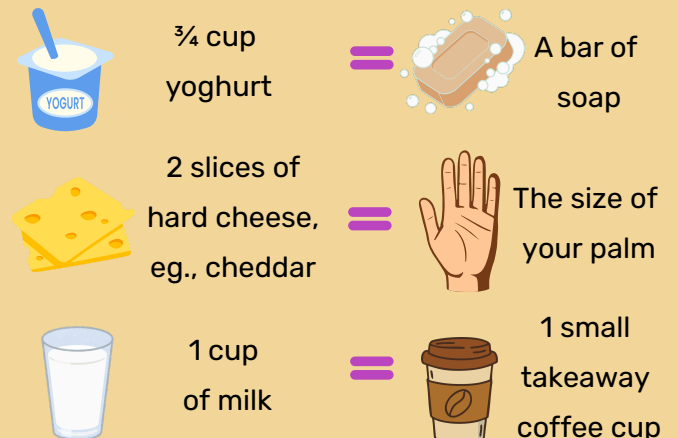 ¾ cup
yoghurt
YOGURT
A bar of
soap
2 slices of
hard cheese,
eg., cheddar
The size of
your palm
1 cup
of milk
1 small
takeaway
coffee cup